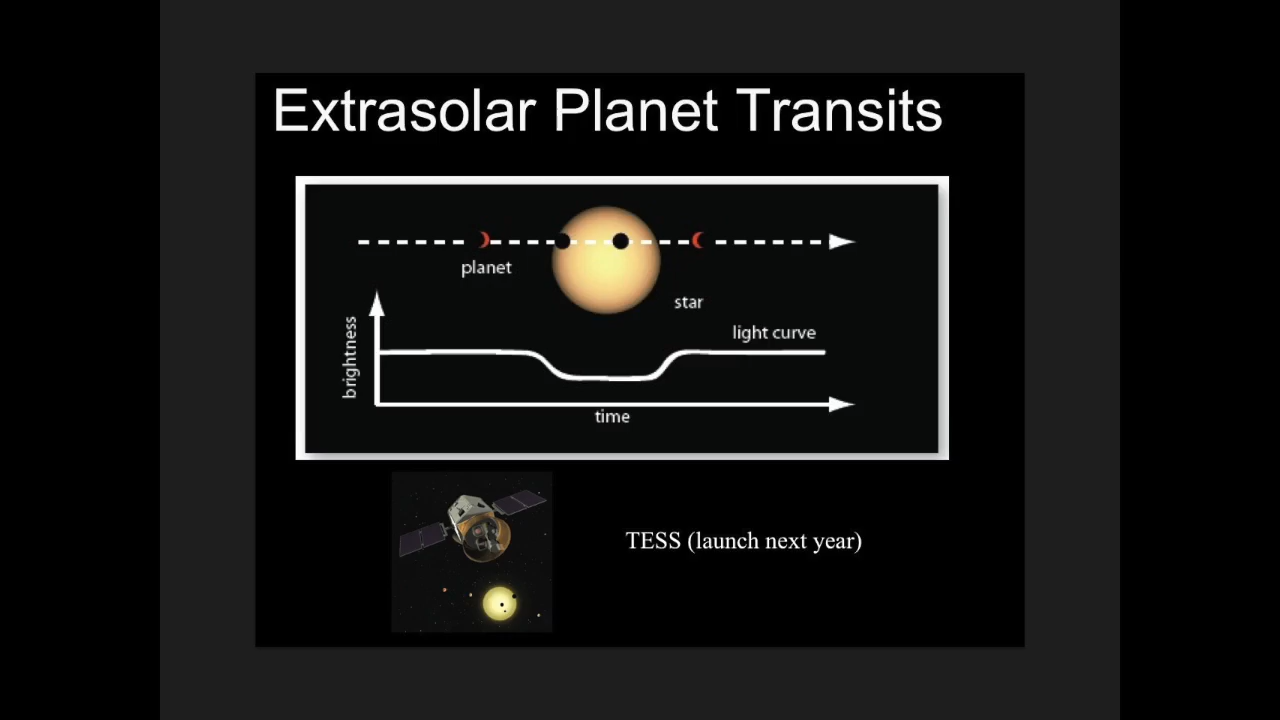 Extrasolar Planet Transits
planet
star
light curve
brightness
time
TESS (launch next year)